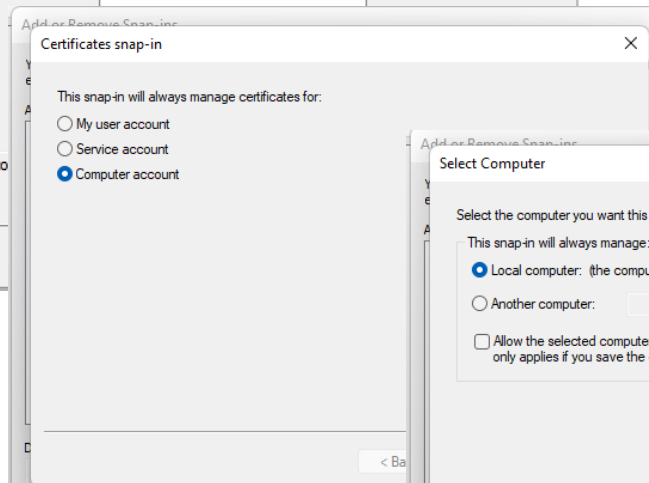 Add or Remove Snap-ins
Certificates snap-in
This snap-in will always manage certificates for:
My user account
Service account
Computer account
< Ba
Add or Remove Snap-ins
Select Computer
Select the computer you want this
This snap-in will always manage:
Local computer: (the compu
Another computer:
Allow the selected compute
only applies if you save the